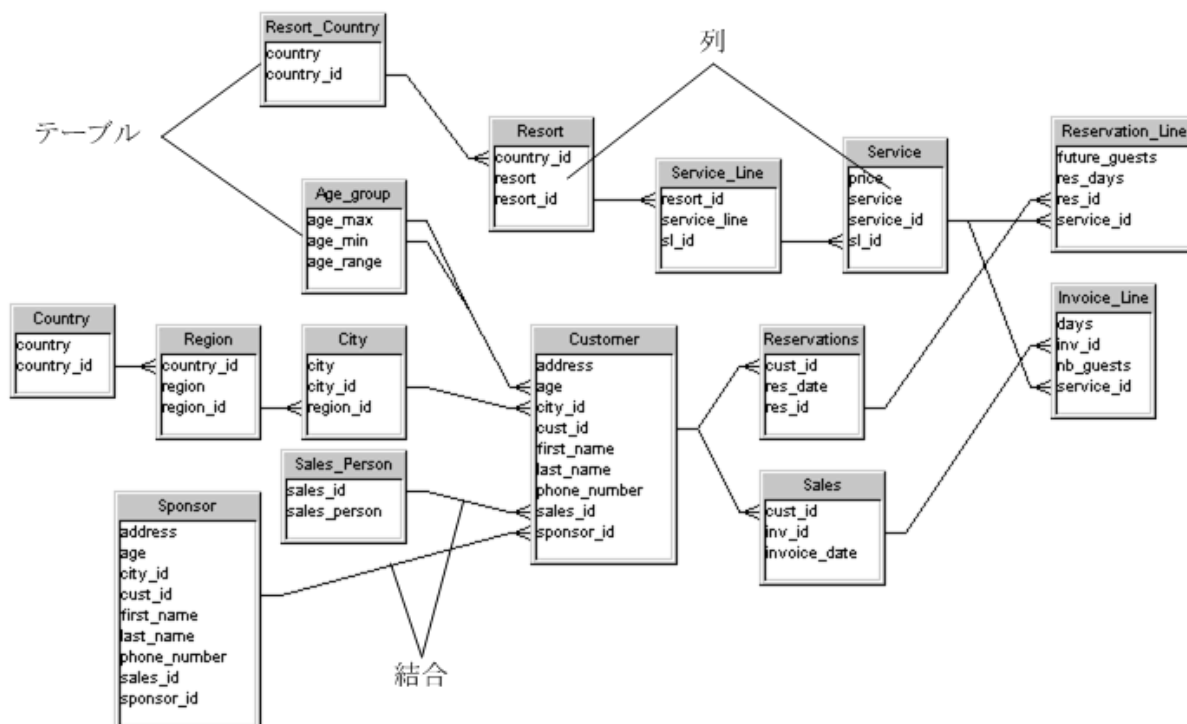 Resort_Country
country
country_id
列
テーブル
Resort
country_id
resort
resort_id
Service_Line
resort_id
service_line
sl_id
Service
price
service
service_id
sl_id
Reservation_Line
future_guests
res_days
res_id
service_id
Age_group
age_max
age_min
age_range
Country
country
country_id
Region
country_id
region
region_id
City
city
city_id
region_id
Customer
address
age
city_id
cust_id
first_name
last_name
phone_number
sales_id
sponsor_id
Reservations
cust_id
res_date
res_id
Invoice_Line
days
inv_id
nb_guests
service_id
Sales_Person
sales_id
sales_person
Sales
cust_id
inv_id
invoice_date
Sponsor
address
age
city_id
cust_id
first_name
last_name
phone_number
sales_id
sponsor_id
結合